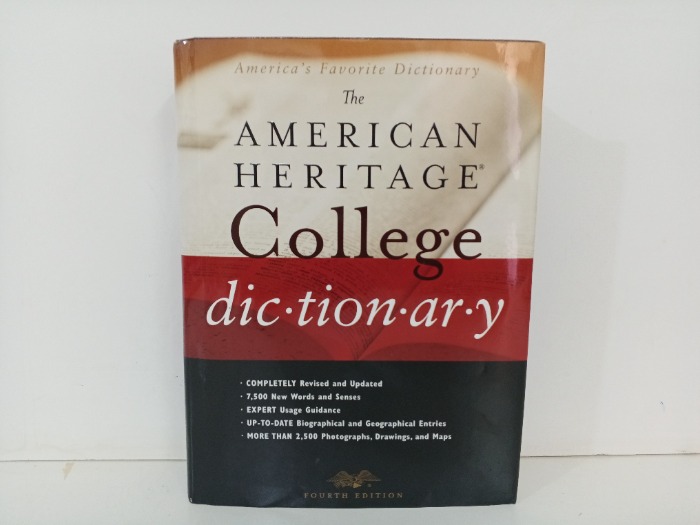 America's Favorite Dictionary
The
AMERICAN
HERITAGE®
College
dic·tion·ar·y
· COMPLETELY Revised and Updated
· 7,500 New Words and Senses
· EXPERT Usage Guidance
· UP-TO-DATE Biographical and Geographical Entries
· MORE THAN 2,500 Photographs, Drawings, and Maps
FOURTH EDITION